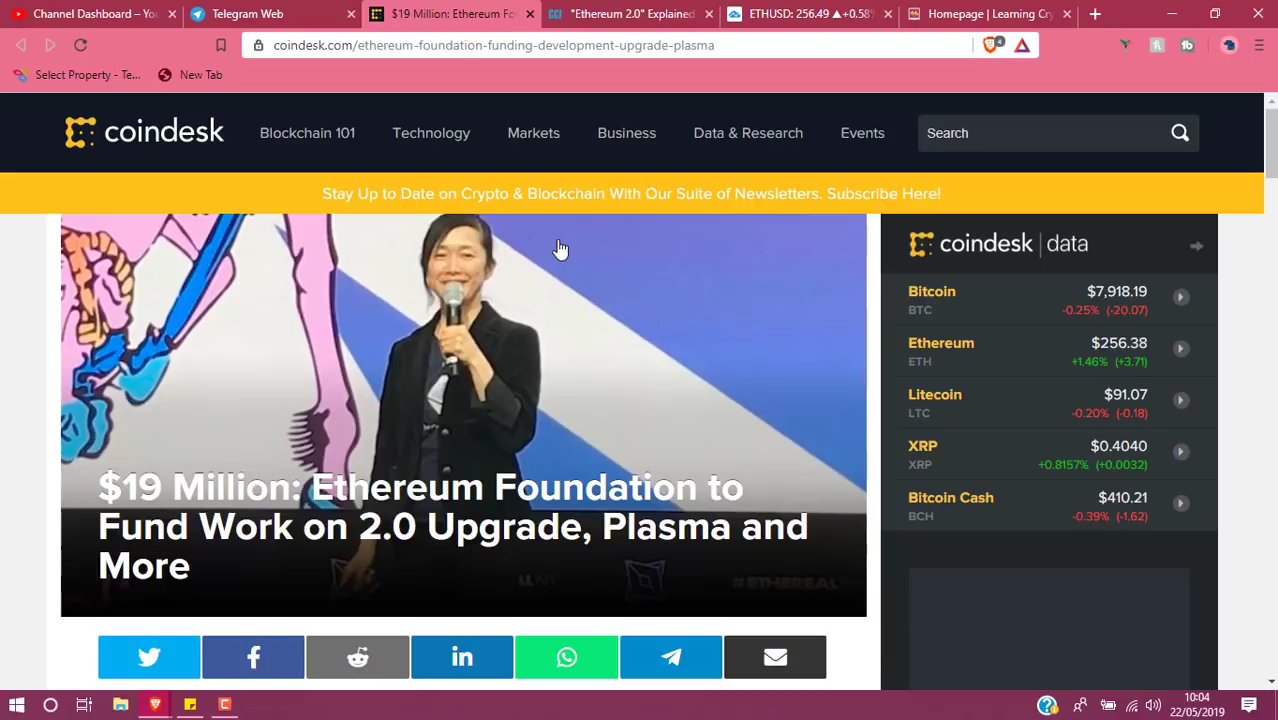 Channel Dashboard – Yo
Telegram Web
$19 Million: Ethereum Fo
"Ethereum 2.0" Explained
ETHUSD: 256.49 ▲+0.58%
Homepage | Learning Cry
coindesk.com/ethereum-foundation-funding-development-upgrade-plasma
4
Select Property - Te...
New Tab
coindesk
Blockchain 101
Technology
Markets
Business
Data & Research
Events
Search
Stay Up to Date on Crypto & Blockchain With Our Suite of Newsletters. Subscribe Here!
$19 Million: Ethereum Foundation to
Fund Work on 2.0 Upgrade, Plasma and
More
coindesk | data
Bitcoin $7,918.19
BTC -0.25% (-20.07)
Ethereum $256.38
ETH +1.46% (+3.71)
Litecoin $91.07
LTC -0.20% (-0.18)
XRP $0.4040
XRP +0.8157% (+0.0032)
Bitcoin Cash $410.21
BCH -0.39% (-1.62)
10:04
22/05/2019